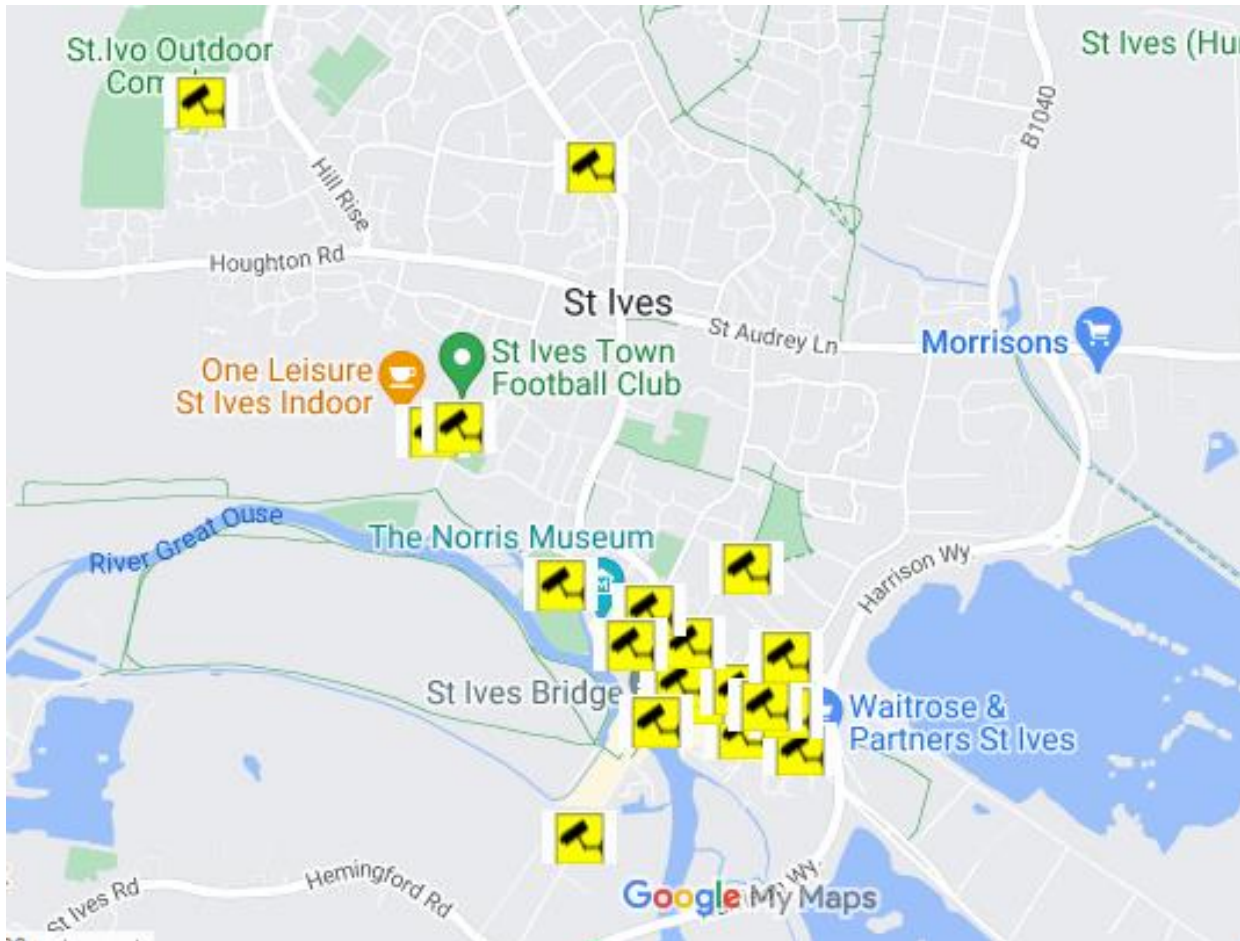 St.Ivo Outdoor
Com
St Ives (Hu
B1040
Hill Rise
Houghton Rd
St Ives
St Audrey Ln
Morrisons
One Leisure
St Ives Indoor
St Ives Town
Football Club
River Great Ouse
The Norris Museum
Harrison Wy
St Ives Bridge
Waitrose &
Partners St Ives
St Ives Rd
Hemingford Rd
Wy
Google My Maps